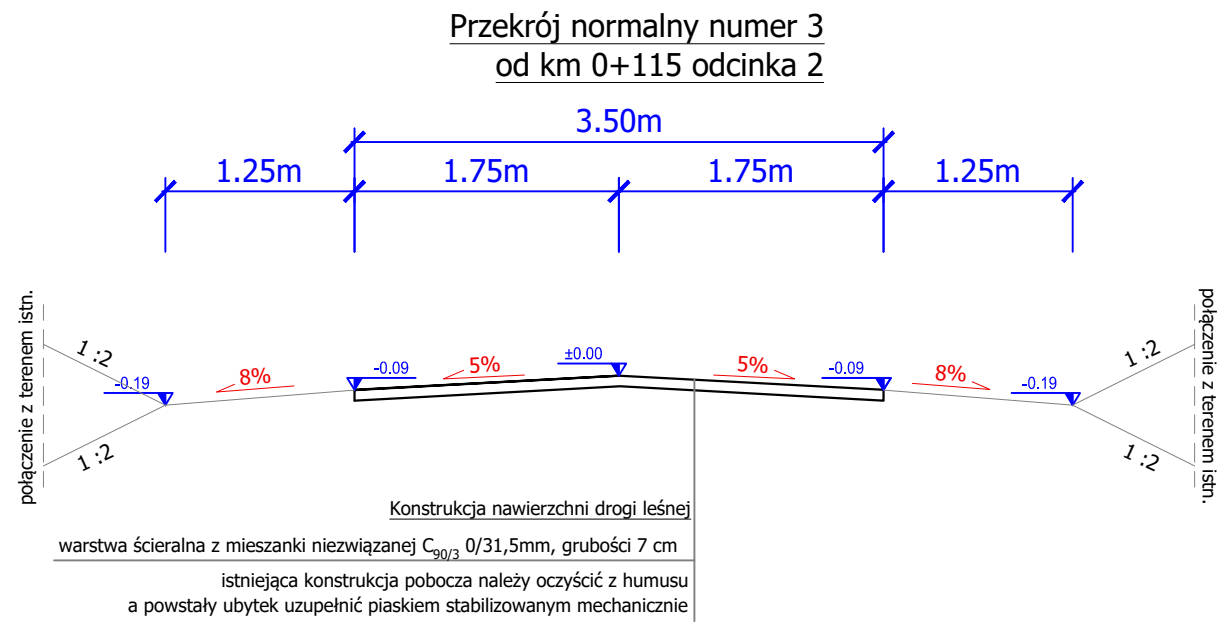 Przekrój normalny numer 3
od km 0+115 odcinka 2
3.50m
1.25m 1.75m 1.75m 1.25m
połączenie z terenem istn.
1 :2
1 :2
-0.19
8%
-0.09
5%
±0.00
5%
-0.09
8%
-0.19
1 :2
1 :2
połączenie z terenem istn.
Konstrukcja nawierzchni drogi leśnej
warstwa ścieralna z mieszanki niezwiązanej C90/3 0/31,5mm, grubości 7 cm
istniejąca konstrukcja pobocza należy oczyścić z humusu
a powstały ubytek uzupełnić piaskiem stabilizowanym mechanicznie